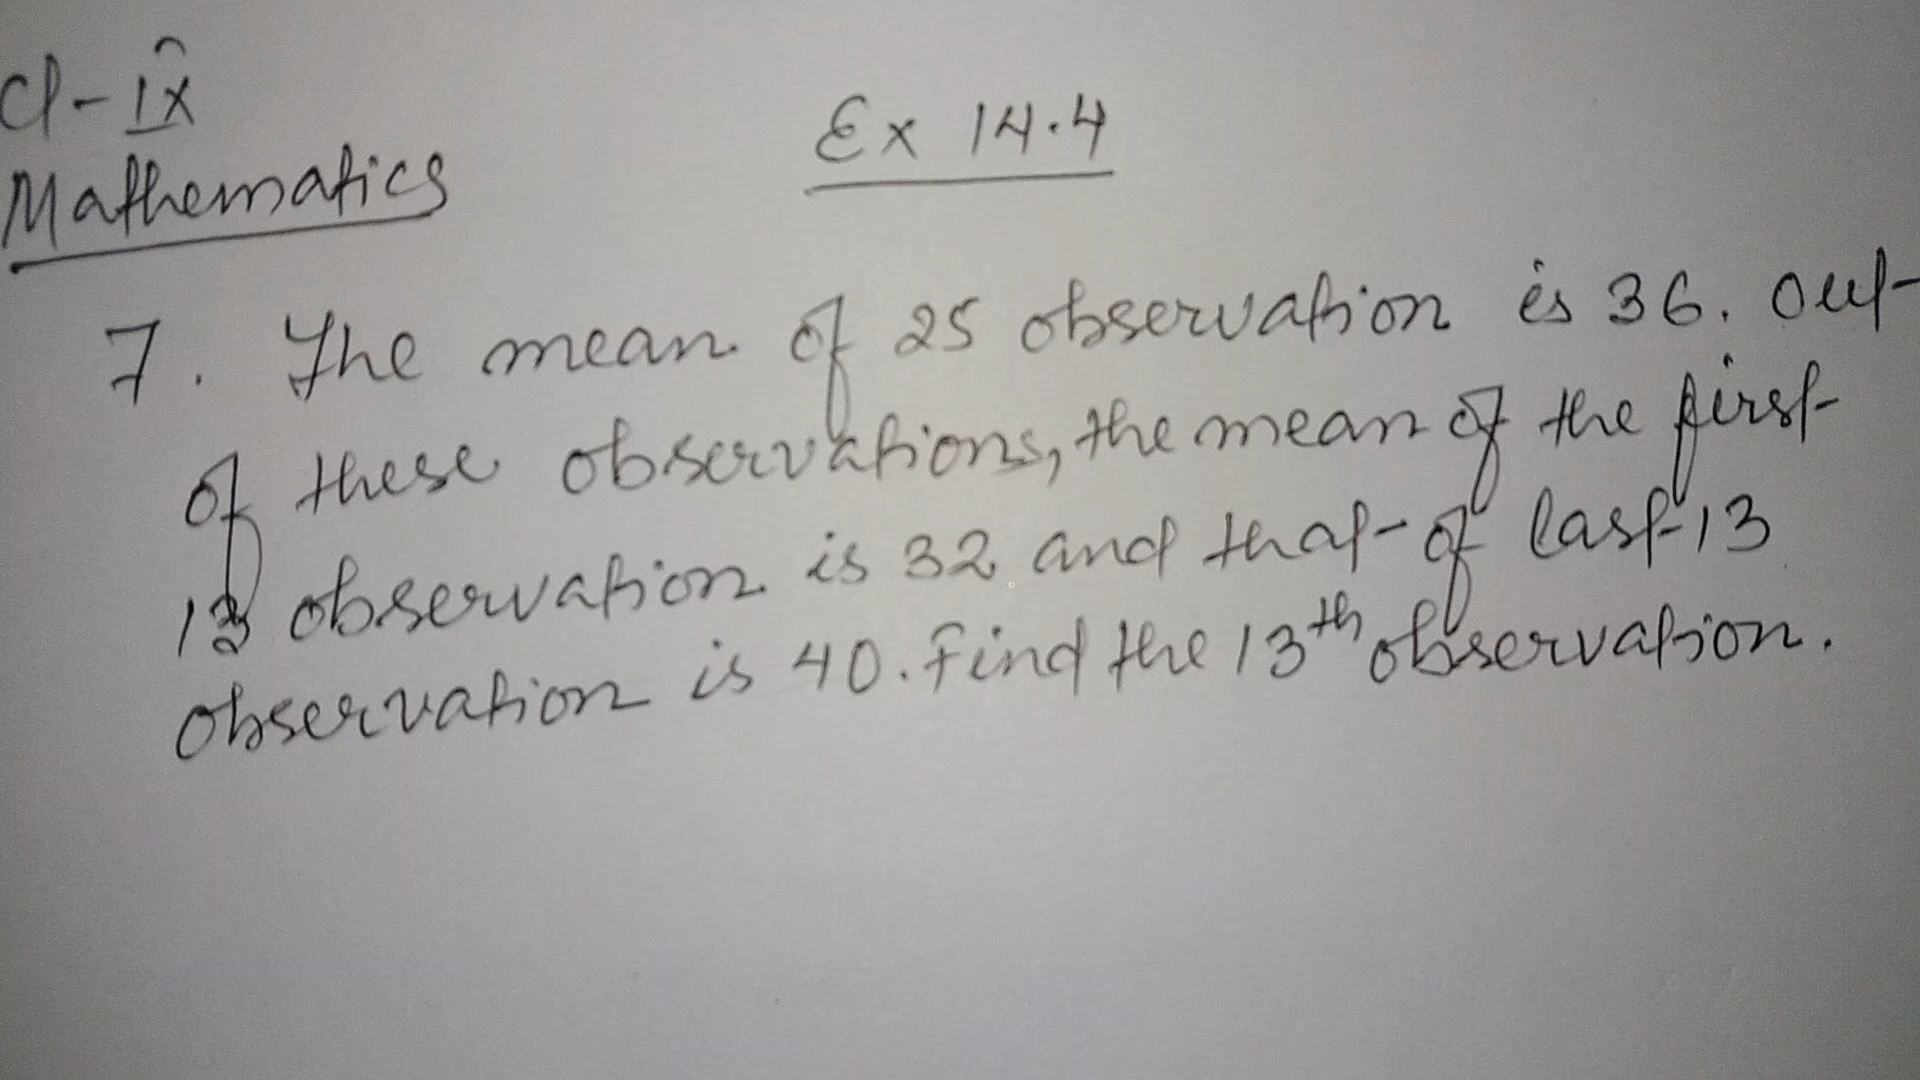 Cl-IX
Mathematics
Ex 14.4
7. The mean of 25 observation is 36. Out
of these observations, the mean of the first
13 observation is 32 and that of last 13
observation is 40. Find the 13th observation.